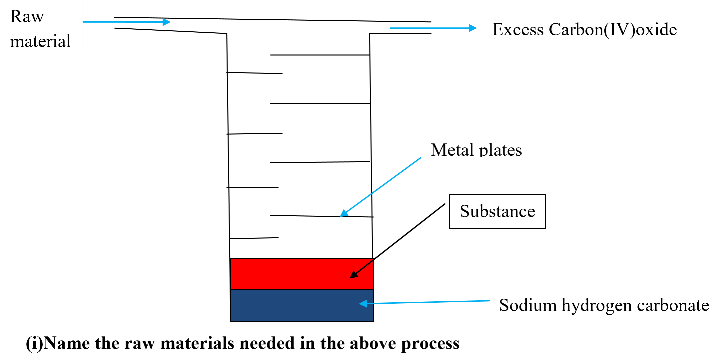 Raw
material
Excess Carbon(IV)oxide
Metal plates
Substance
Sodium hydrogen carbonate
(i)Name the raw materials needed in the above process